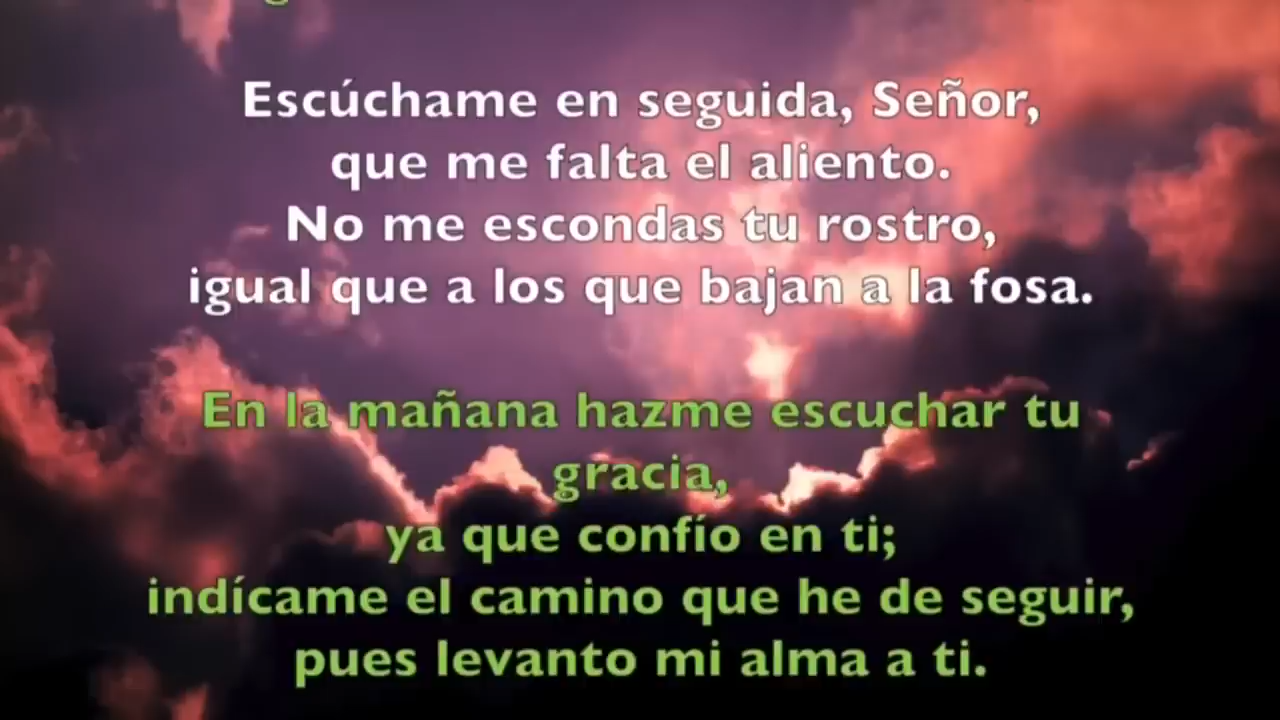 Escúchame en seguida, Señor,
que me falta el aliento.
No me escondas tu rostro,
igual que a los que bajan a la fosa.
En la mañana hazme escuchar tu
gracia,
ya que confío en ti;
indícame el camino que he de seguir,
pues levanto mi alma a ti.